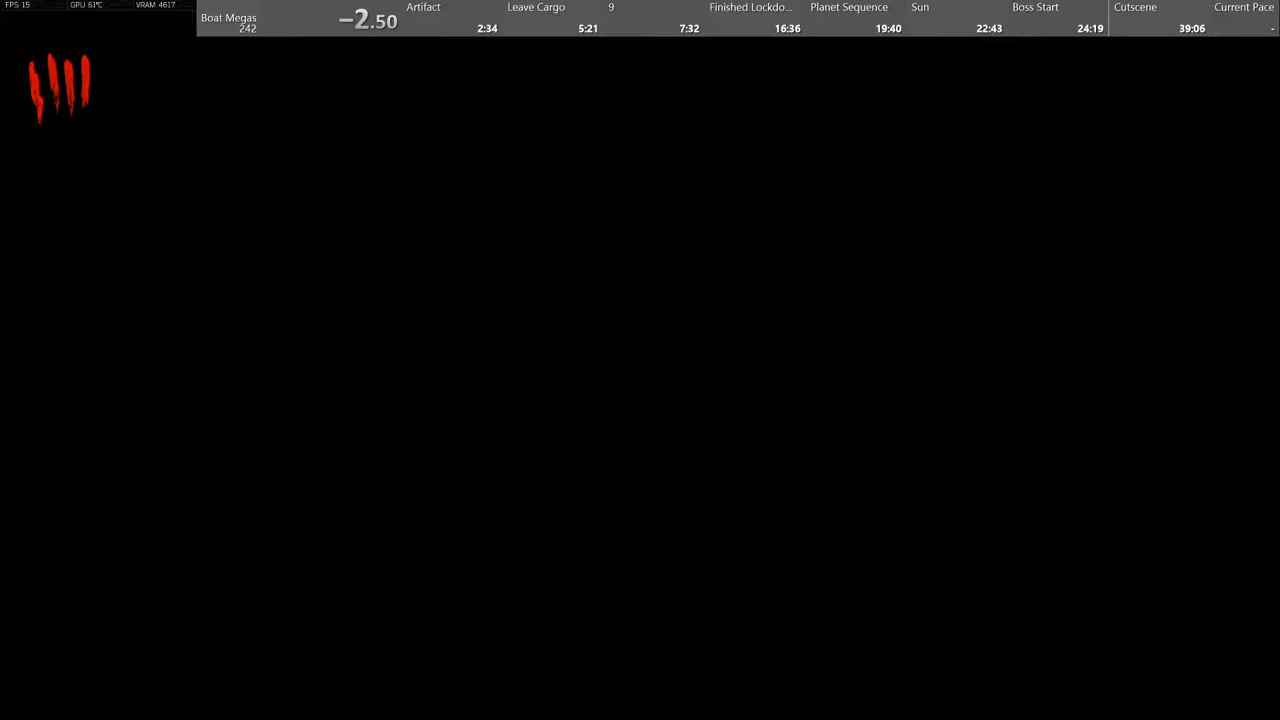 FPS 15 GPU 61°C VRAM 4617
Boat Megas 242
−2.50
Artifact 2:34
Leave Cargo 5:21
9 7:32
Finished Lockdo... 16:36
Planet Sequence 19:40
Sun 22:43
Boss Start 24:19
Cutscene 39:06
Current Pace -